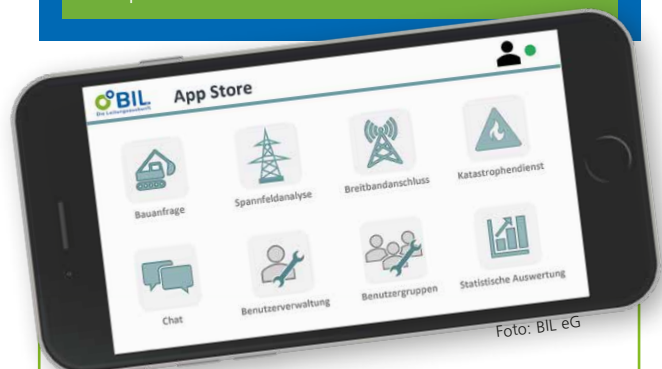 BIL
Die Leitungsauskunft
App Store
Bauanfrage
Spannfeldanalyse
Breitbandanschluss
Katastrophendienst
Chat
Benutzerverwaltung
Benutzergruppen
Statistische Auswertung
Foto: BIL eG